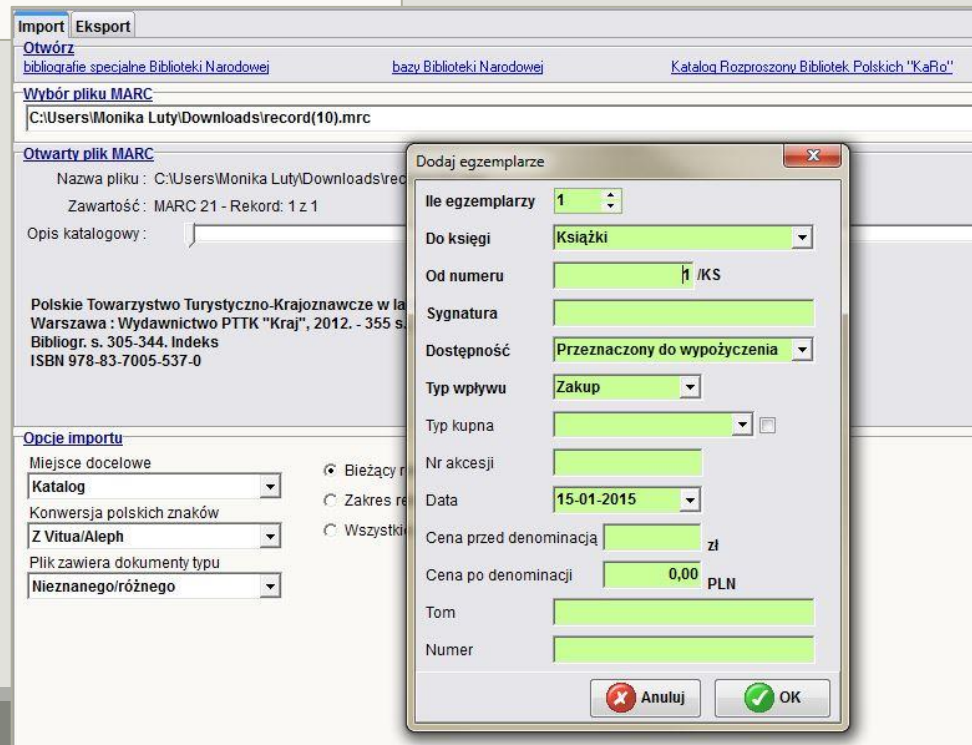 Import Eksport
Otwórz
bibliografie specjalne Biblioteki Narodowej bazy Biblioteki Narodowej Katalog Rozproszony Bibliotek Polskich "KaRo"
Wybór pliku MARC
C:\Users\Monika Luty\Downloads\record(10).mrc
Otwarty plik MARC
Nazwa pliku : C:\Users\Monika Luty\Downloads\rec
Zawartość : MARC 21 - Rekord: 1 z 1
Opis katalogowy :
Polskie Towarzystwo Turystyczno-Krajoznawcze w la
Warszawa : Wydawnictwo PTTK "Kraj", 2012. - 355 s.
Bibliogr. s. 305-344. Indeks
ISBN 978-83-7005-537-0
Opcje importu
Miejsce docelowe
Katalog
Konwersja polskich znaków
Z Vitua/Aleph
Plik zawiera dokumenty typu
Nieznanego/różnego
Bieżący r
Zakres re
Wszystkie
Dodaj egzemplarze
Ile egzemplarzy 1
Do księgi Książki
Od numeru 1 /KS
Sygnatura
Dostępność Przeznaczony do wypożyczenia
Typ wpływu Zakup
Typ kupna
Nr akcesji
Data 15-01-2015
Cena przed denominacją zł
Cena po denominacji 0,00 PLN
Tom
Numer
Anuluj OK